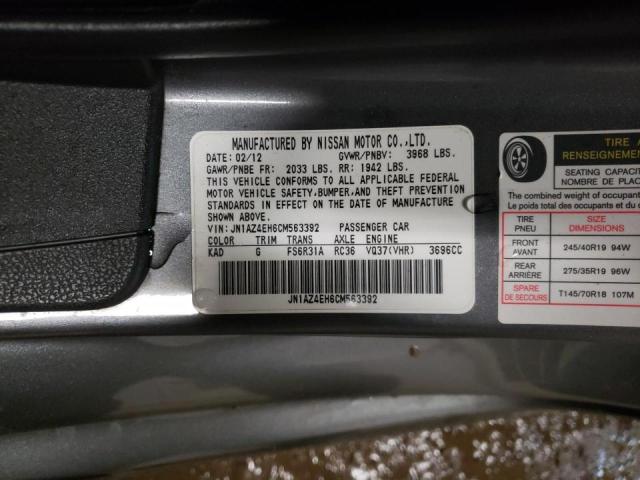 MANUFACTURED BY NISSAN MOTOR CO.,LTD.
DATE: 02/12 GVWR/PNBV: 3968 LBS.
GAWR/PNBE FR: 2033 LBS. RR: 1942 LBS.
THIS VEHICLE CONFORMS TO ALL APPLICABLE FEDERAL
MOTOR VEHICLE SAFETY,BUMPER,AND THEFT PREVENTION
STANDARDS IN EFFECT ON THE DATE OF MANUFACTURE
SHOWN ABOVE.
VIN: JN1AZ4EH6CM563392 PASSENGER CAR
COLOR TRIM TRANS AXLE ENGINE
KAD G FS6R31A RC36 VQ37(VHR) 3696CC
JN1AZ4EH6CM563392
TIRE
RENSEIGNEMENT
SEATING CAPACIT
NOMBRE DE PLAC
The combined weight of occupant
Le poids total des occupants et du
TIRE PNEU SIZE DIMENSIONS
FRONT AVANT 245/40R19 94W
REAR ARRIÈRE 275/35R19 96W
SPARE DE SECOURS T145/70R18 107M